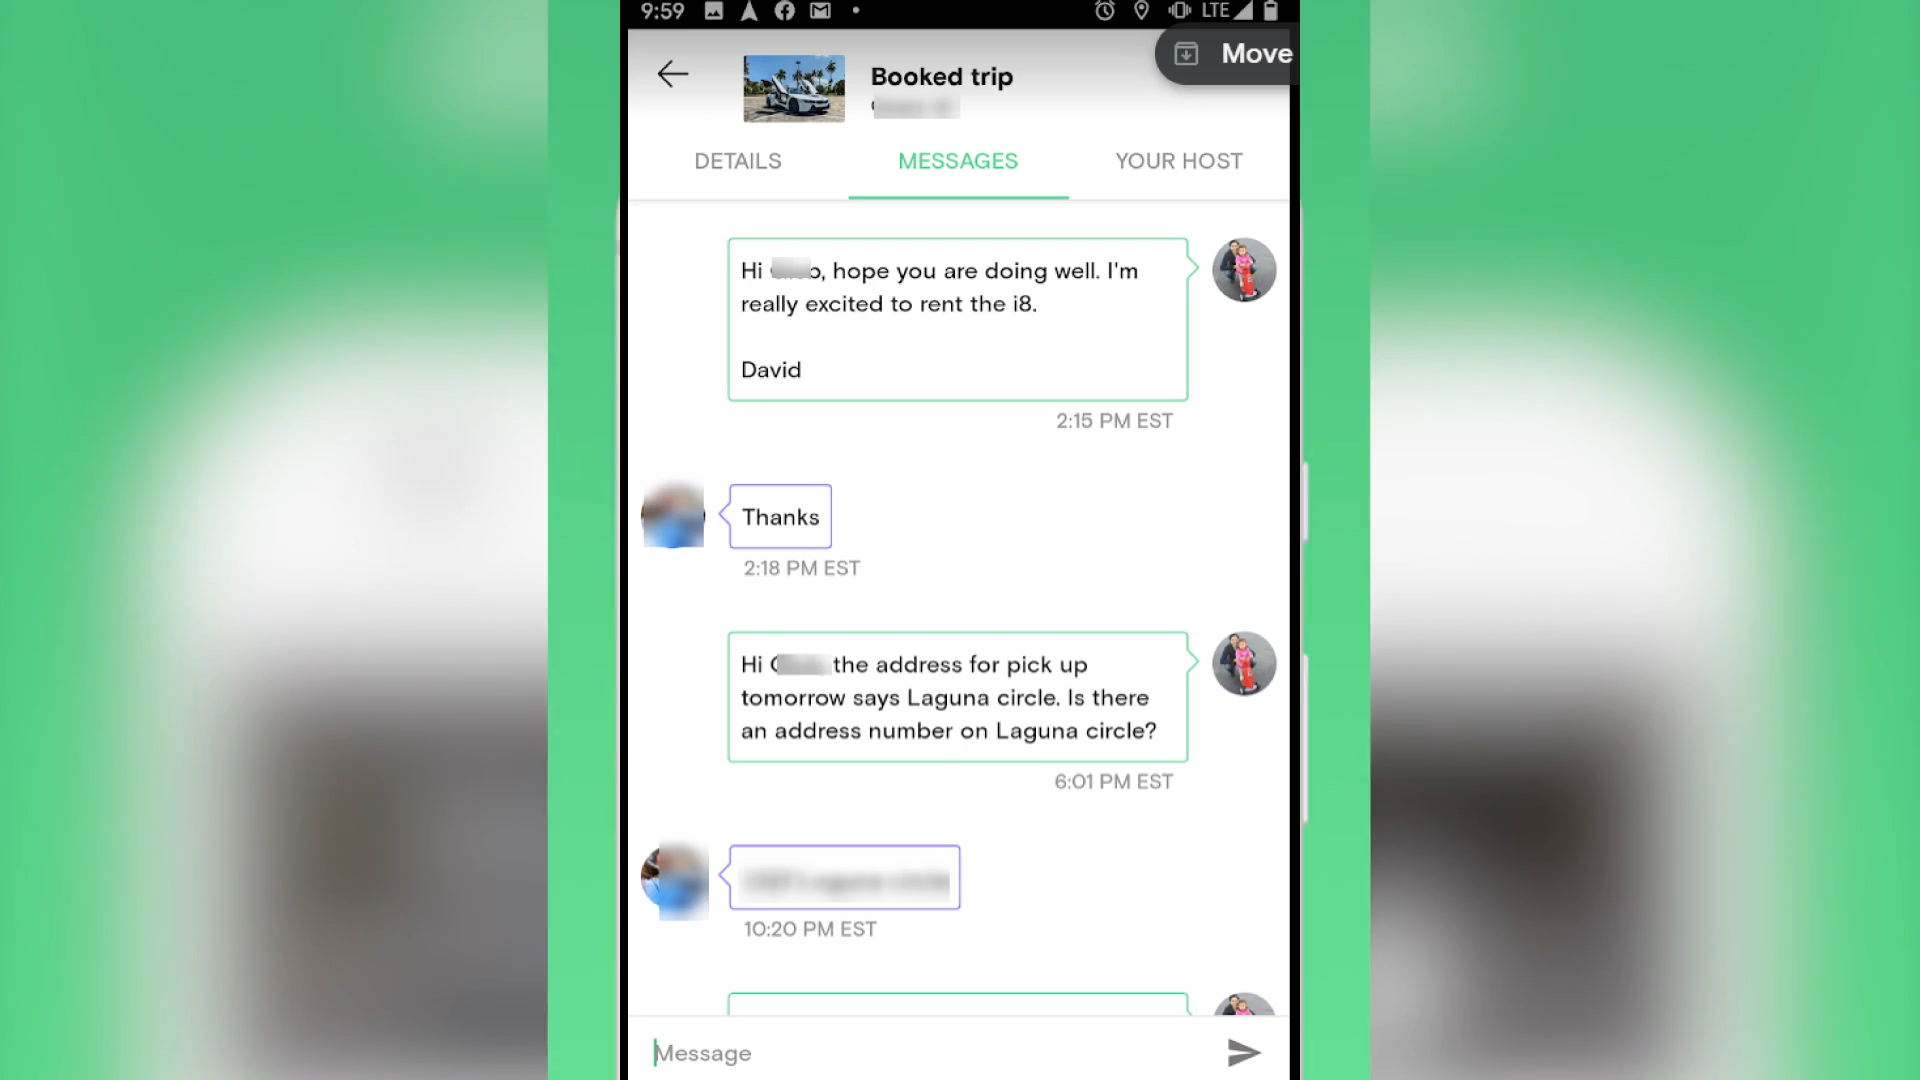 9:59
LTE
Move
Booked trip
DETAILS
MESSAGES
YOUR HOST
Hi , hope you are doing well. I'm
really excited to rent the i8.
David
2:15 PM EST
Thanks
2:18 PM EST
Hi the address for pick up
tomorrow says Laguna circle. Is there
an address number on Laguna circle?
6:01 PM EST
10:20 PM EST
Message